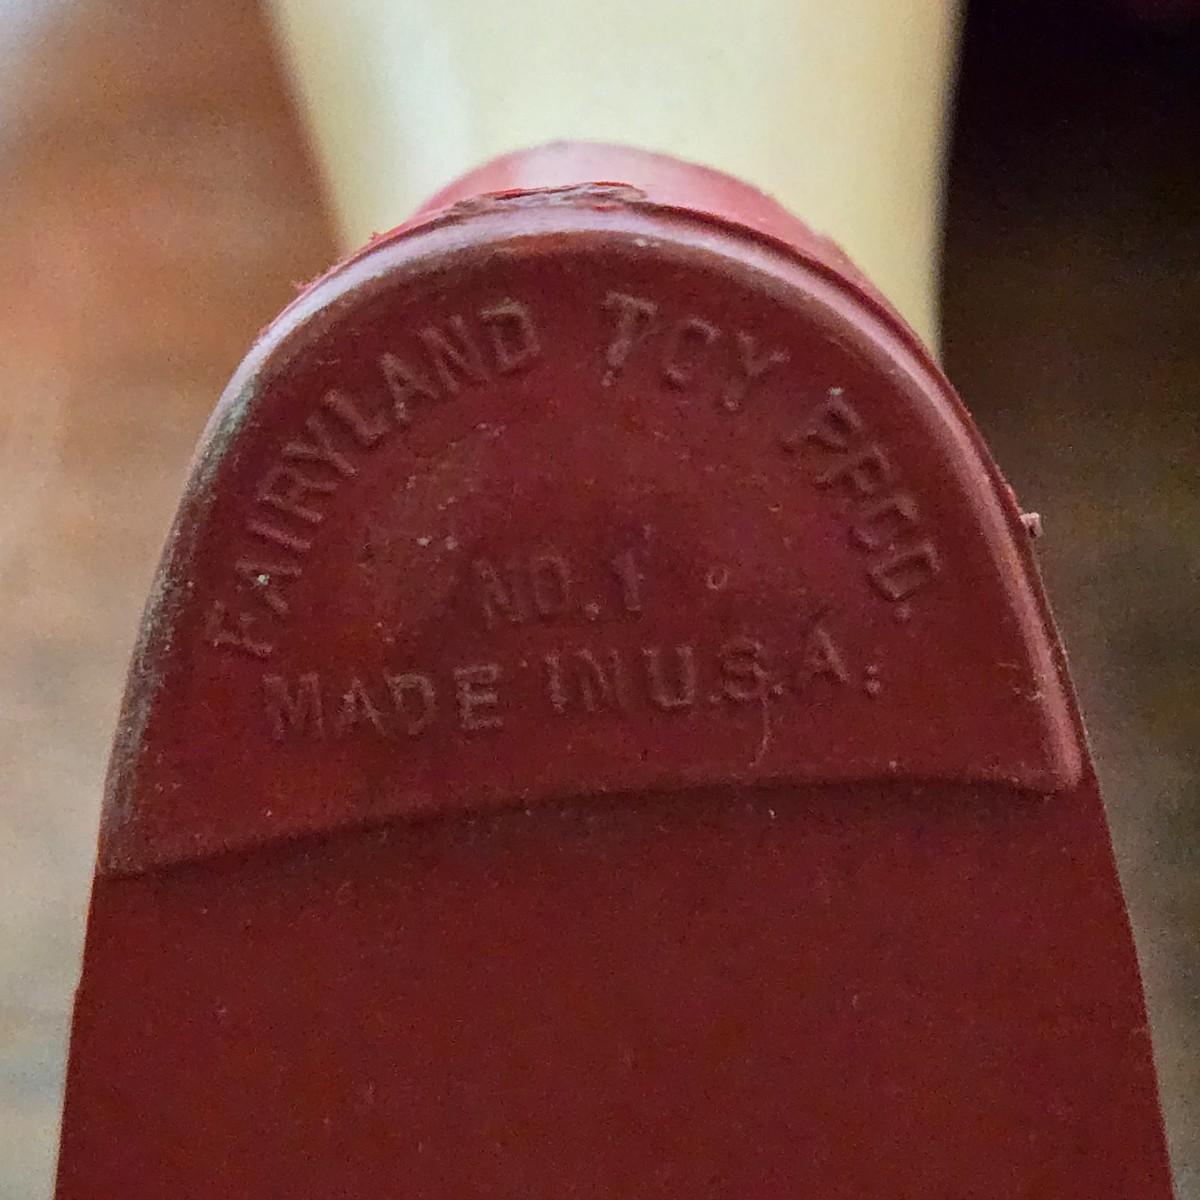 FAIRYLAND TOY PROD.
NO. 1
MADE IN U.S.A.